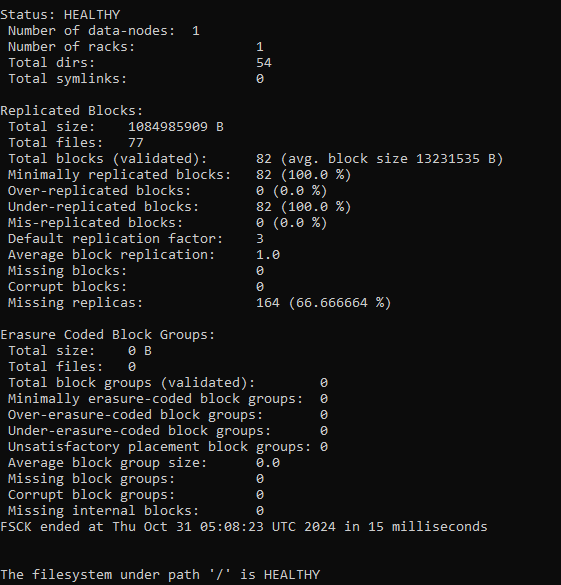 Status: HEALTHY
 Number of data-nodes:  1
 Number of racks:               1
 Total dirs:                    54
 Total symlinks:                0

Replicated Blocks:
 Total size:    1084985909 B
 Total files:   77
 Total blocks (validated):      82 (avg. block size 13231535 B)
 Minimally replicated blocks:   82 (100.0 %)
 Over-replicated blocks:        0 (0.0 %)
 Under-replicated blocks:       82 (100.0 %)
 Mis-replicated blocks:         0 (0.0 %)
 Default replication factor:    3
 Average block replication:     1.0
 Missing blocks:                0
 Corrupt blocks:                0
 Missing replicas:              164 (66.666664 %)

Erasure Coded Block Groups:
 Total size:    0 B
 Total files:   0
 Total block groups (validated):        0
 Minimally erasure-coded block groups:  0
 Over-erasure-coded block groups:       0
 Under-erasure-coded block groups:      0
 Unsatisfactory placement block groups: 0
 Average block group size:      0.0
 Missing block groups:          0
 Corrupt block groups:          0
 Missing internal blocks:       0
FSCK ended at Thu Oct 31 05:08:23 UTC 2024 in 15 milliseconds


The filesystem under path '/' is HEALTHY